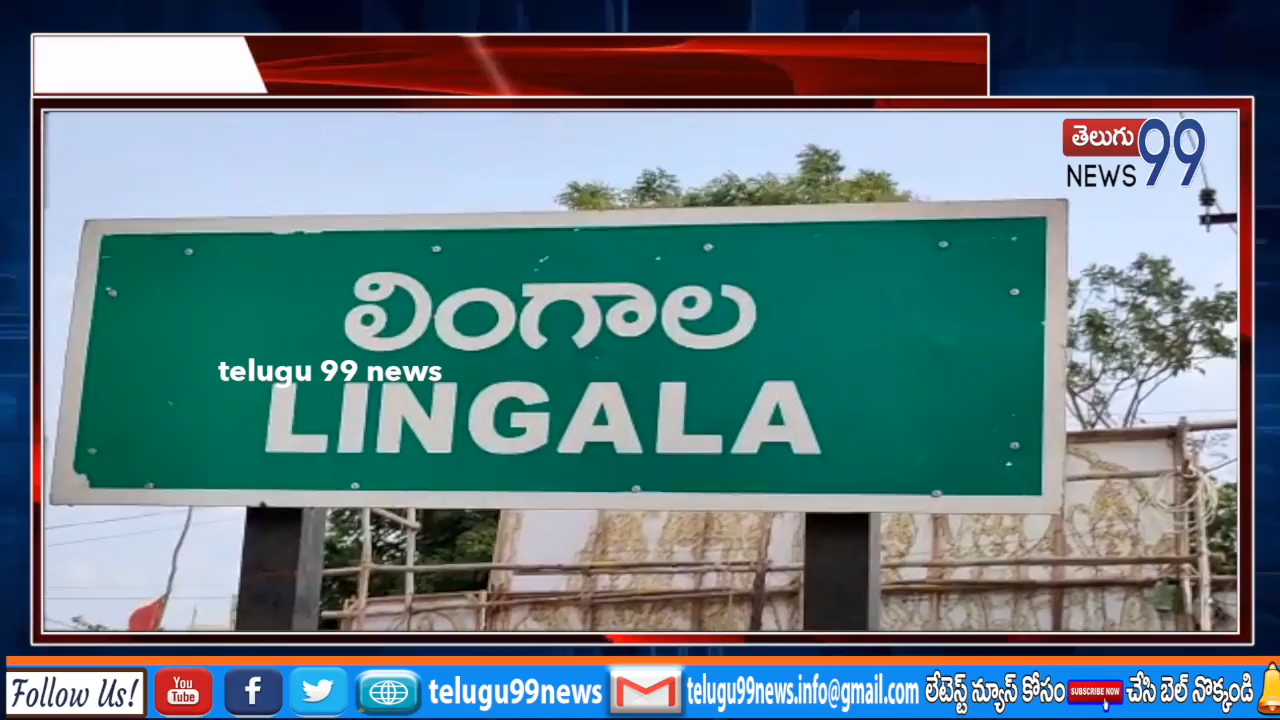 తెలుగు 99
NEWS
లింగాల
telugu 99 news
LINGALA
Follow Us!
You
Tube
telugu99news
telugu99news.info@gmail.com
లేటెస్ట్ న్యూస్ కోసం
SUBSCRIBE NOW
చేసి బెల్ నొక్కండి